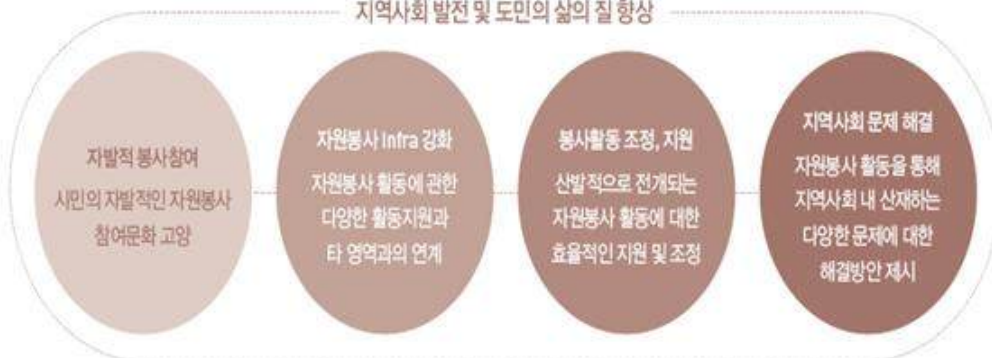 지역사회 발전 및 도민의 삶의 질 향상
자발적 봉사참여
시민의 자발적인 자원봉사
참여문화 고양
자원봉사 Infra 강화
자원봉사 활동에 관한
다양한 활동지원과
타 영역과의 연계
봉사활동 조정, 지원
산발적으로 전개되는
자원봉사 활동에 대한
효율적인 지원 및 조정
지역사회 문제 해결
자원봉사 활동을 통해
지역사회 내 산재하는
다양한 문제에 대한
해결방안 제시